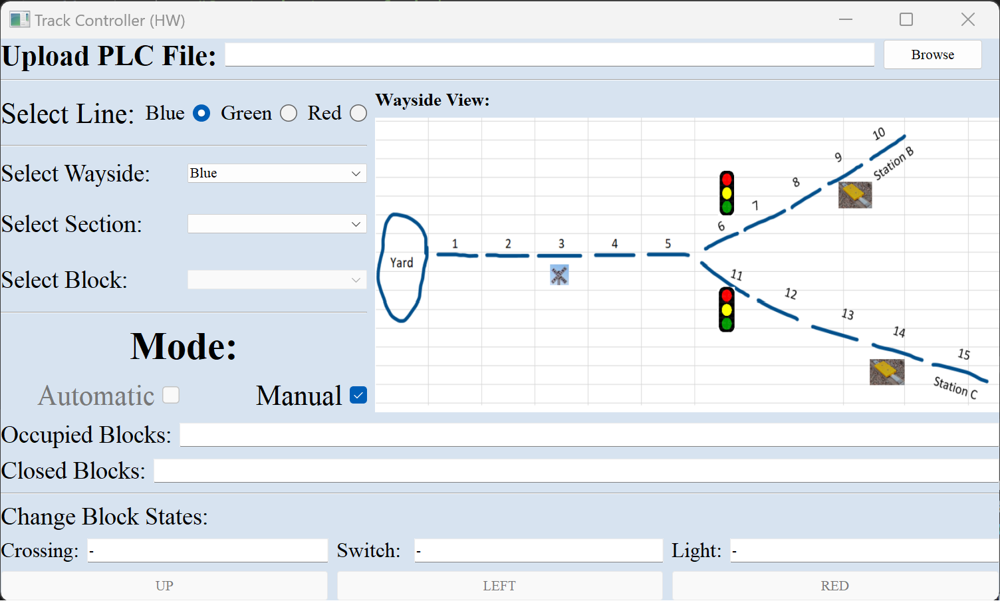 Track Controller (HW)
Upload PLC File:
Browse
Select Line: Blue Green Red
Select Wayside: Blue
Select Section:
Select Block:
Mode:
Automatic Manual
Wayside View:
Yard
1 2 3 4 5
6 7 8 9 10
Station B
11 12 13 14 15
Station C
Occupied Blocks:
Closed Blocks:
Change Block States:
Crossing: - Switch: - Light: -
UP LEFT RED